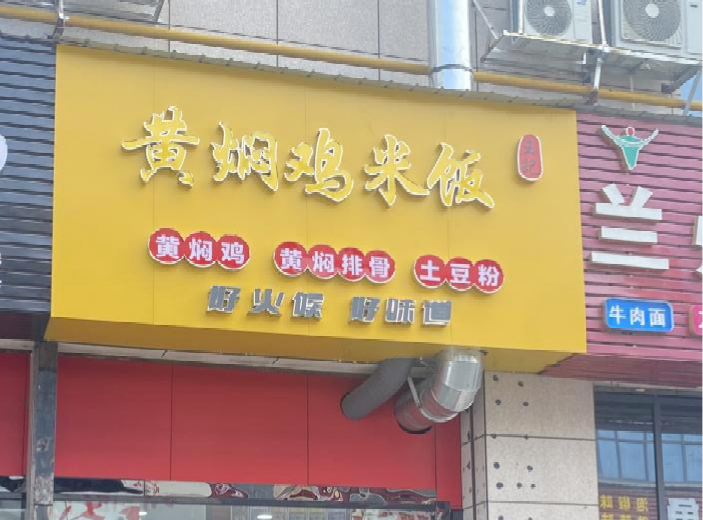 黄焖鸡米饭
黄焖鸡 黄焖排骨 土豆粉
好火候 好味道
兰
牛肉面